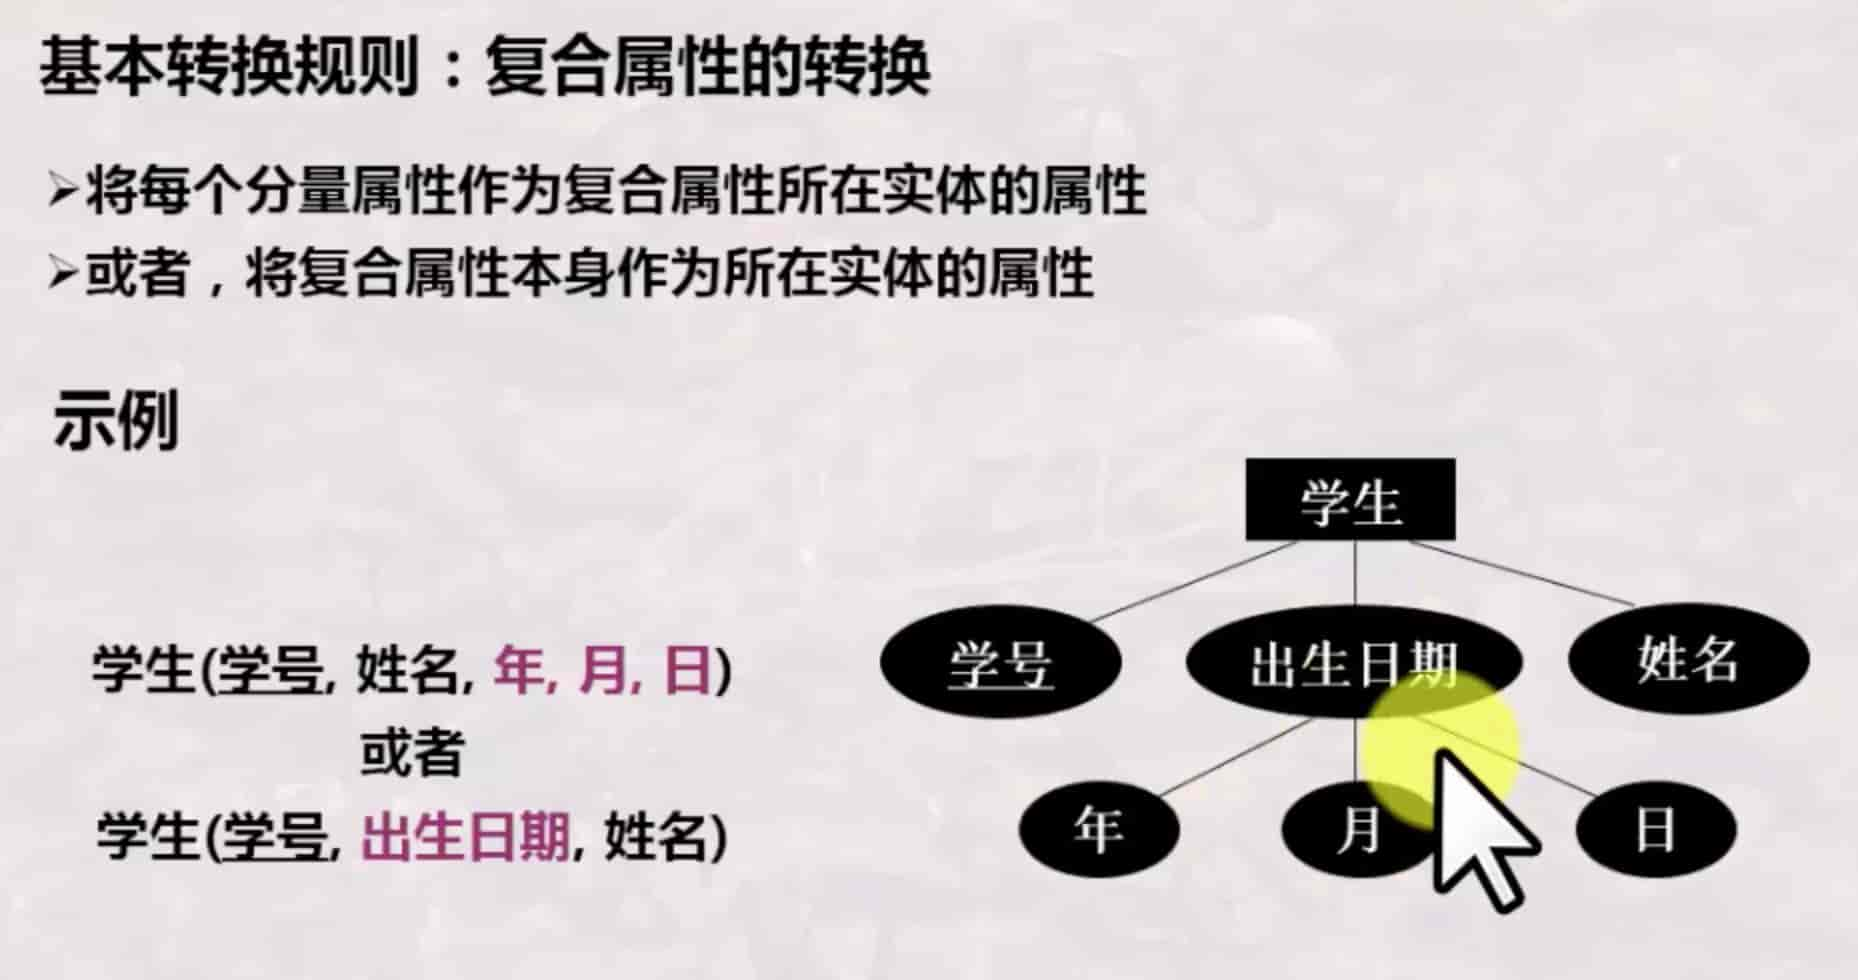 基本转换规则：复合属性的转换
➢将每个分量属性作为复合属性所在实体的属性
➢或者，将复合属性本身作为所在实体的属性
示例
学生(学号, 姓名, 年, 月, 日)
或者
学生(学号, 出生日期, 姓名)
学生
学号 出生日期 姓名
年 月 日